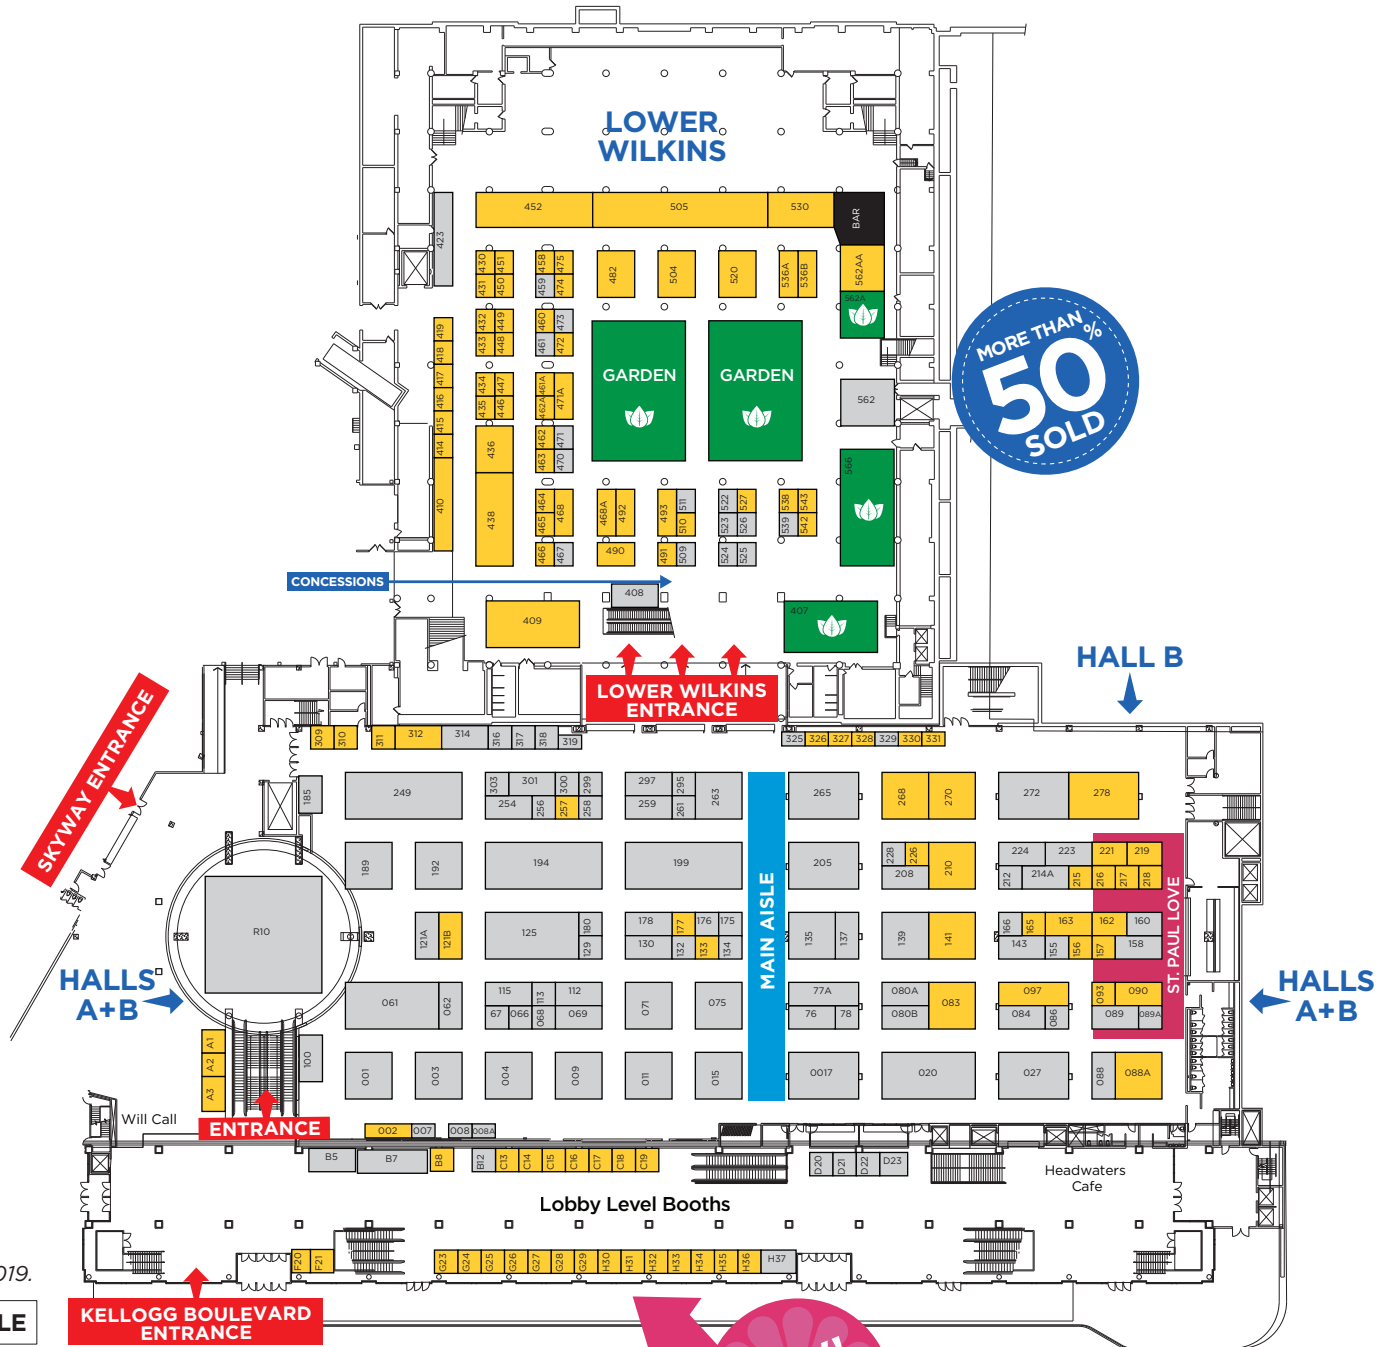 LOWER
WILKINS
452
505
530
BAR
423
430
451
458
475
482
504
520
536A
536B
562AA
431
450
459
474
562A
432
449
460
473
419
433
448
461
472
418
MORE THAN
50%
SOLD
GARDEN
GARDEN
417
434
447
461A
471A
562
416
435
446
462A
415
414
436
462
471
463
470
566
410
438
464
468
468A
492
493
511
522
527
538
543
465
510
523
526
539
542
466
467
490
491
509
524
525
CONCESSIONS
408
409
407
LOWER WILKINS
ENTRANCE
HALL B
SKYWAY ENTRANCE
309
310
311
312
314
316
317
318
319
325
326
327
328
329
330
331
185
249
303
301
300
299
254
256
257
258
297
295
263
259
261
265
268
270
272
278
189
192
194
199
205
228
226
208
210
224
223
221
219
212
214A
215
216
217
218
R10
121A
121B
125
180
129
178
177
176
175
130
132
133
134
135
137
139
141
166
165
163
162
160
143
155
156
157
158
MAIN AISLE
ST. PAUL LOVE
HALLS
A+B
HALLS
A+B
061
062
115
113
112
67
066
068
069
071
075
77A
76
78
080A
080B
083
097
084
086
093
090
089
089A
A1
A2
A3
100
001
003
004
009
011
015
0017
020
027
088
088A
Will Call
ENTRANCE
002
007
008
008A
B5
B7
B8
B12
C13
C14
C15
C16
C17
C18
C19
D20
D21
D22
D23
Headwaters
Cafe
Lobby Level Booths
F20
F21
G23
G24
G25
G26
G27
G28
G29
H30
H31
H32
H33
H34
H35
H36
H37
019.
LE
KELLOGG BOULEVARD
ENTRANCE